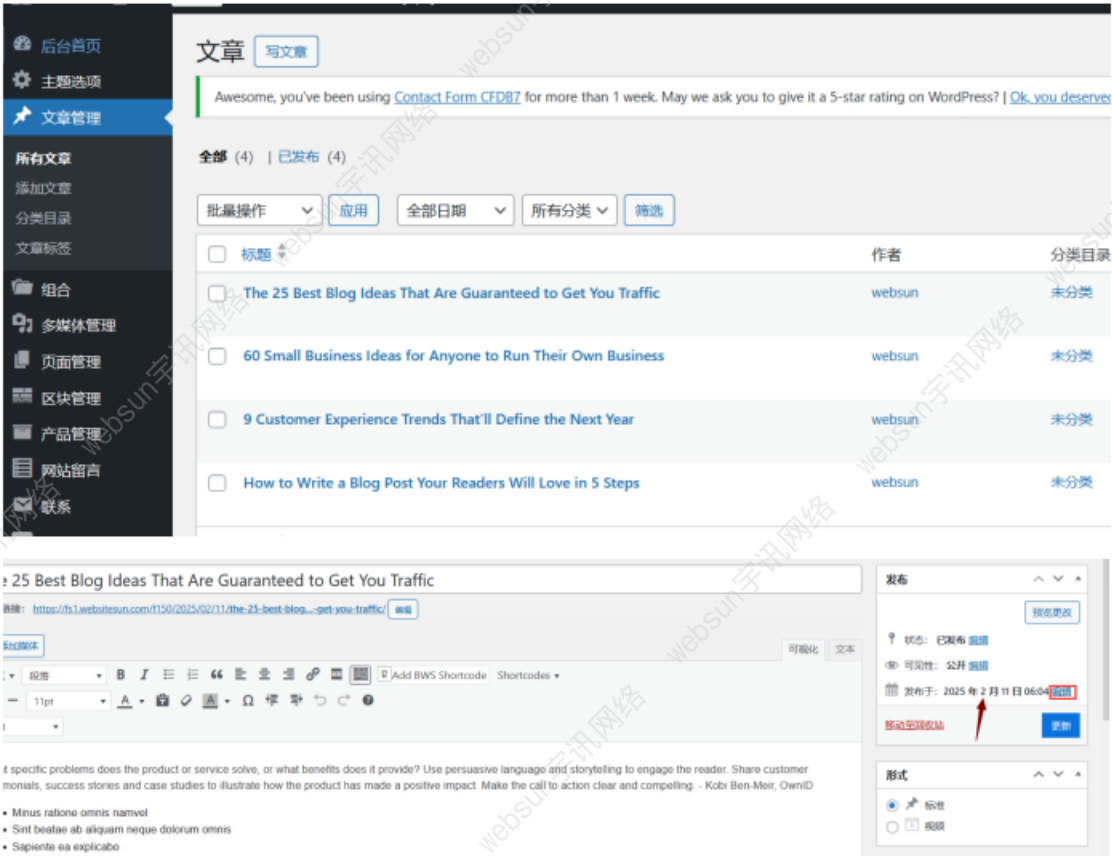 后台首页
主题选项
文章管理
所有文章
添加文章
分类目录
文章标签
组合
多媒体管理
页面管理
区块管理
产品管理
网站留言
联系
文章 写文章
Awesome, you've been using Contact Form CFDB7 for more than 1 week. May we ask you to give it a 5-star rating on WordPress? | Ok, you deserved
全部 (4) | 已发布 (4)
批量操作 应用 全部日期 所有分类 筛选
标题 作者 分类目录
The 25 Best Blog Ideas That Are Guaranteed to Get You Traffic websun 未分类
60 Small Business Ideas for Anyone to Run Their Own Business websun 未分类
9 Customer Experience Trends That'll Define the Next Year websun 未分类
How to Write a Blog Post Your Readers Will Love in 5 Steps websun 未分类
25 Best Blog Ideas That Are Guaranteed to Get You Traffic
https://fs1.websitesun.com/f150/2025/02/11/the-25-best-blog...-get-you-traffic/ 编辑
添加媒体
可视化 文本
段落 Add BWS Shortcode Shortcodes
11pt
specific problems does the product or service solve, or what benefits does it provide? Use persuasive language and storytelling to engage the reader. Share customer
monials, success stories and case studies to illustrate how the product has made a positive impact. Make the call to action clear and compelling. - Kobi Ben-Meir, OwnID
Minus ratione omnis namvel
Sint beatae ab aliquam neque dolorum omnis
Sapiente ea explicabo
发布
预览更改
状态: 已发布 编辑
可见性: 公开 编辑
发布于: 2025 年 2 月 11 日 06:04 编辑
移动至回收站 更新
形式
标准
视频
websun宇讯网络